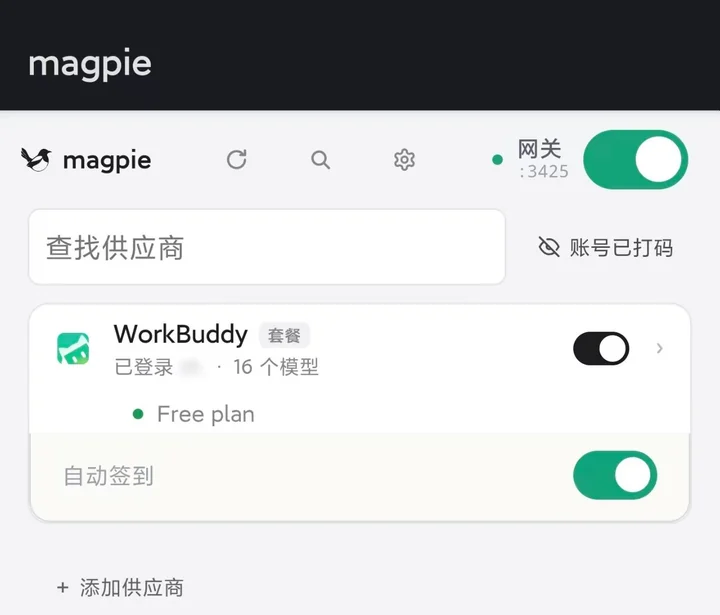 magpie
magpie
网关
:3425
查找供应商
账号已打码
WorkBuddy 套餐
已登录 · 16 个模型
Free plan
自动签到
+ 添加供应商